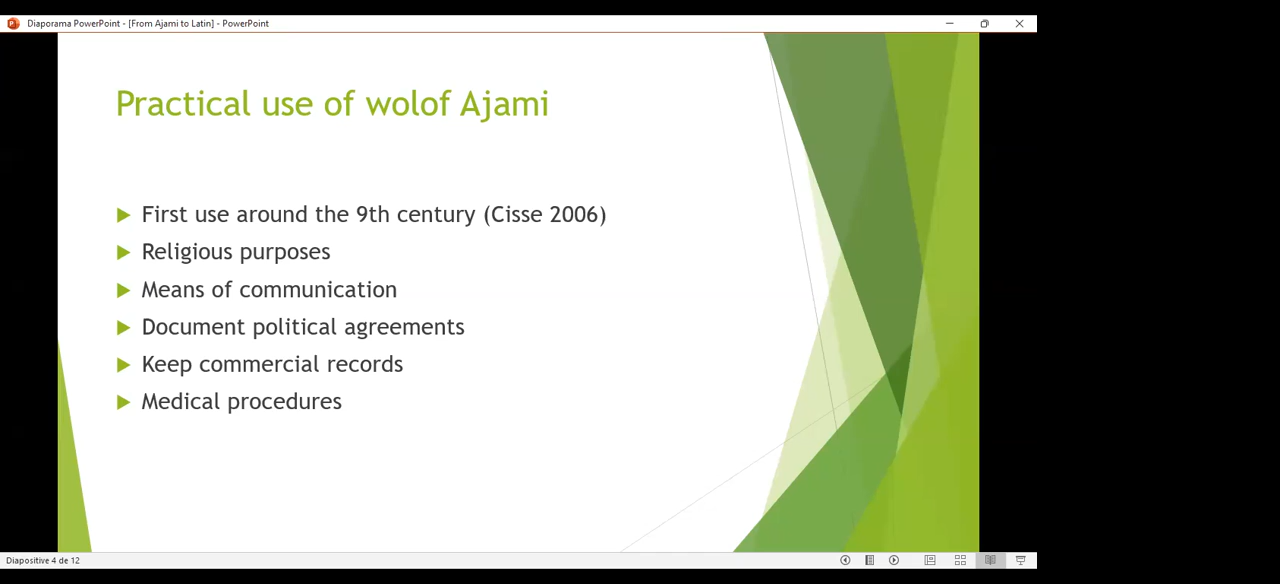 Diaporama PowerPoint - [From Ajami to Latin] - PowerPoint
Practical use of wolof Ajami
First use around the 9th century (Cisse 2006)
Religious purposes
Means of communication
Document political agreements
Keep commercial records
Medical procedures
Diapositive 4 de 12